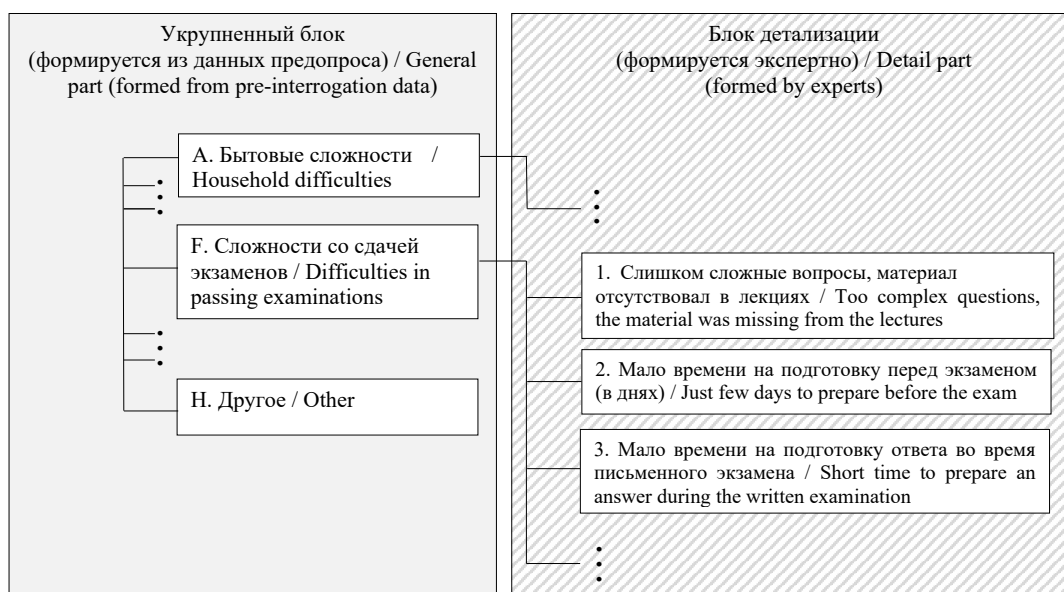 Укрупненный блок
(формируется из данных предопроса) / General
part (formed from pre-interrogation data)
A. Бытовые сложности /
Household difficulties
F. Сложности со сдачей
экзаменов / Difficulties in
passing examinations
H. Другое / Other
Блок детализации
(формируется экспертно) / Detail part
(formed by experts)
1. Слишком сложные вопросы, материал
отсутствовал в лекциях / Too complex questions,
the material was missing from the lectures
2. Мало времени на подготовку перед экзаменом
(в днях) / Just few days to prepare before the exam
3. Мало времени на подготовку ответа во время
письменного экзамена / Short time to prepare an
answer during the written examination